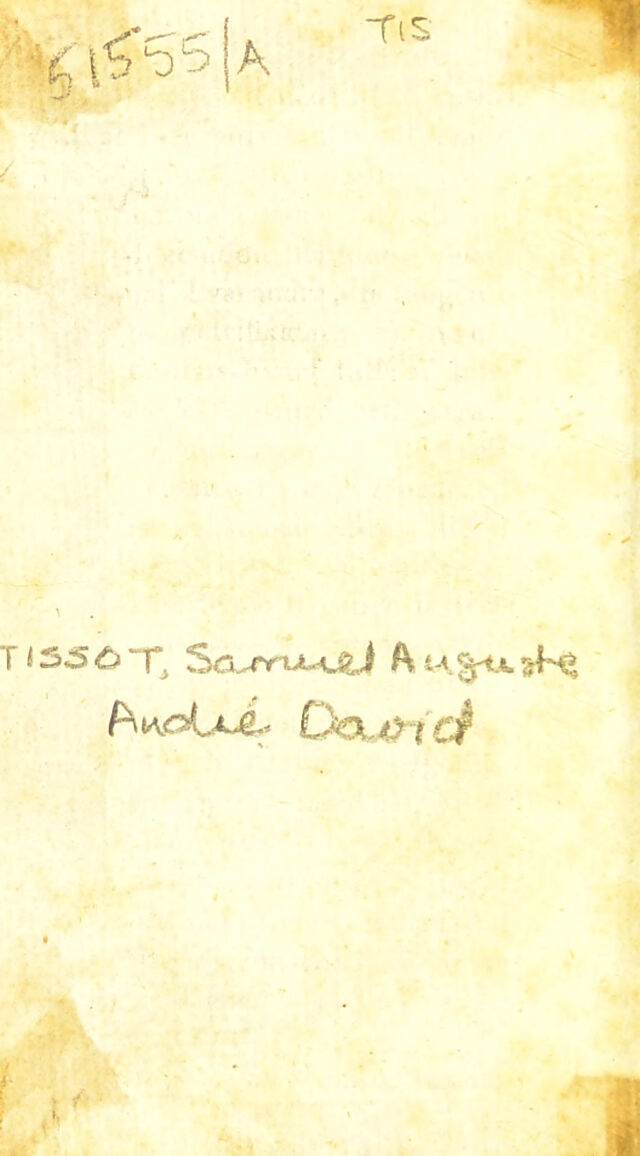 51555/A TIS
TISSOT, Samuel Auguste
André David